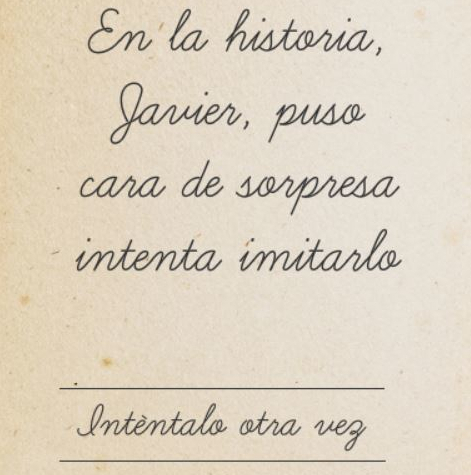 En la historia,
Javier, puso
cara de sorpresa
intenta imitarlo
Intèntalo otra vez